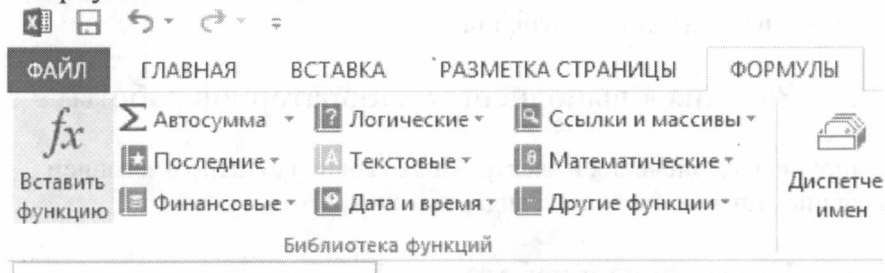 ФАЙЛ ГЛАВНАЯ ВСТАВКА РАЗМЕТКА СТРАНИЦЫ ФОРМУЛЫ
fx Вставить функцию
Σ Автосумма Логические Ссылки и массивы
Последние Текстовые Математические
Финансовые Дата и время Другие функции
Диспетче
имен
Библиотека функций